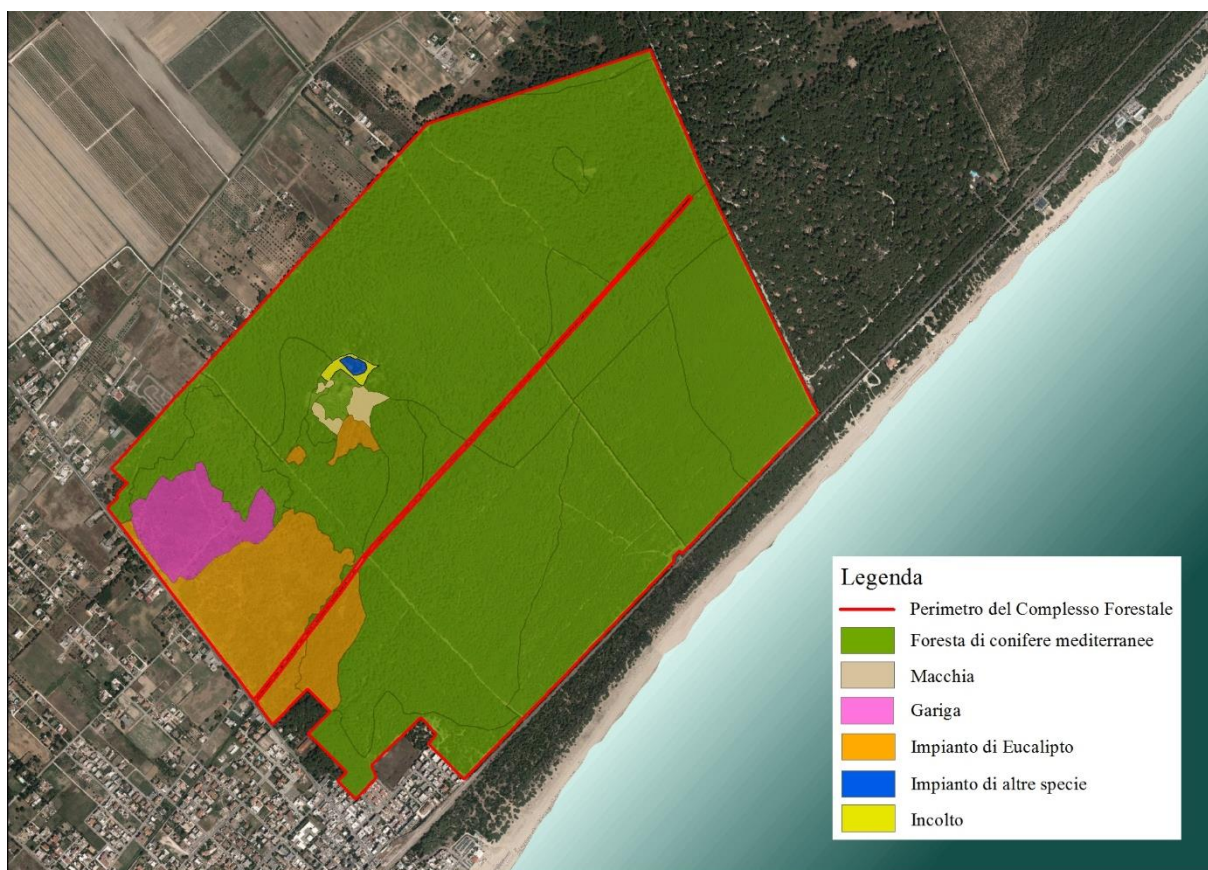 Legenda
Perimetro del Complesso Forestale
Foresta di conifere mediterranee
Macchia
Gariga
Impianto di Eucalipto
Impianto di altre specie
Incolto